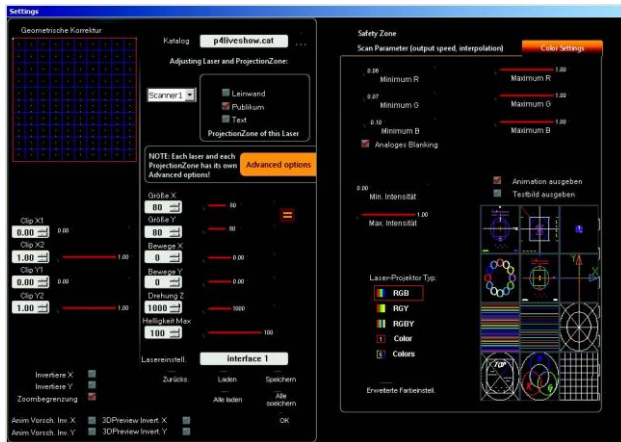 Settings
Geometrische Korrektur
Katalog
p4liveshow.cat
...
Adjusting Laser and ProjectionZone:
Scanner1
Leinwand
Publikum
Text
ProjectionZone of this Laser
NOTE: Each laser and each
ProjectionZone has its own
Advanced options!
Advanced options
Größe X
80
80
Größe Y
80
80
=
Bewege X
0
0.00
Bewege Y
0
0.00
Drehung Z
1000
1000
Helligkeit Max
100
100
Clip X1
0.00
0.00
Clip X2
1.00
1.00
Clip Y1
0.00
0.00
Clip Y2
1.00
1.00
Lasereinstell.
interface 1
Invertiere X
Invertiere Y
Zoombegrenzung
Zurücks.
Laden
Speichern
Alle laden
Alle speichern
Anim Vorsch. Inv. X
3DPreview Invert. X
OK
Anim Vorsch. Inv. Y
3DPreview Invert. Y
Safety Zone
Scan Parameter (output speed, interpolation)
Color Settings
0.06
Minimum R
1.00
Maximum R
0.07
Minimum G
1.00
Maximum G
0.10
Minimum B
1.00
Maximum B
Analoges Blanking
0.00
Min. Intensität
1.00
Max. Intensität
Animation ausgeben
Testbild ausgeben
Laser-Projektor Typ:
RGB
RGY
RGBY
Color
Colors
Erweiterte Farbeinstell.
Y
X
TOP